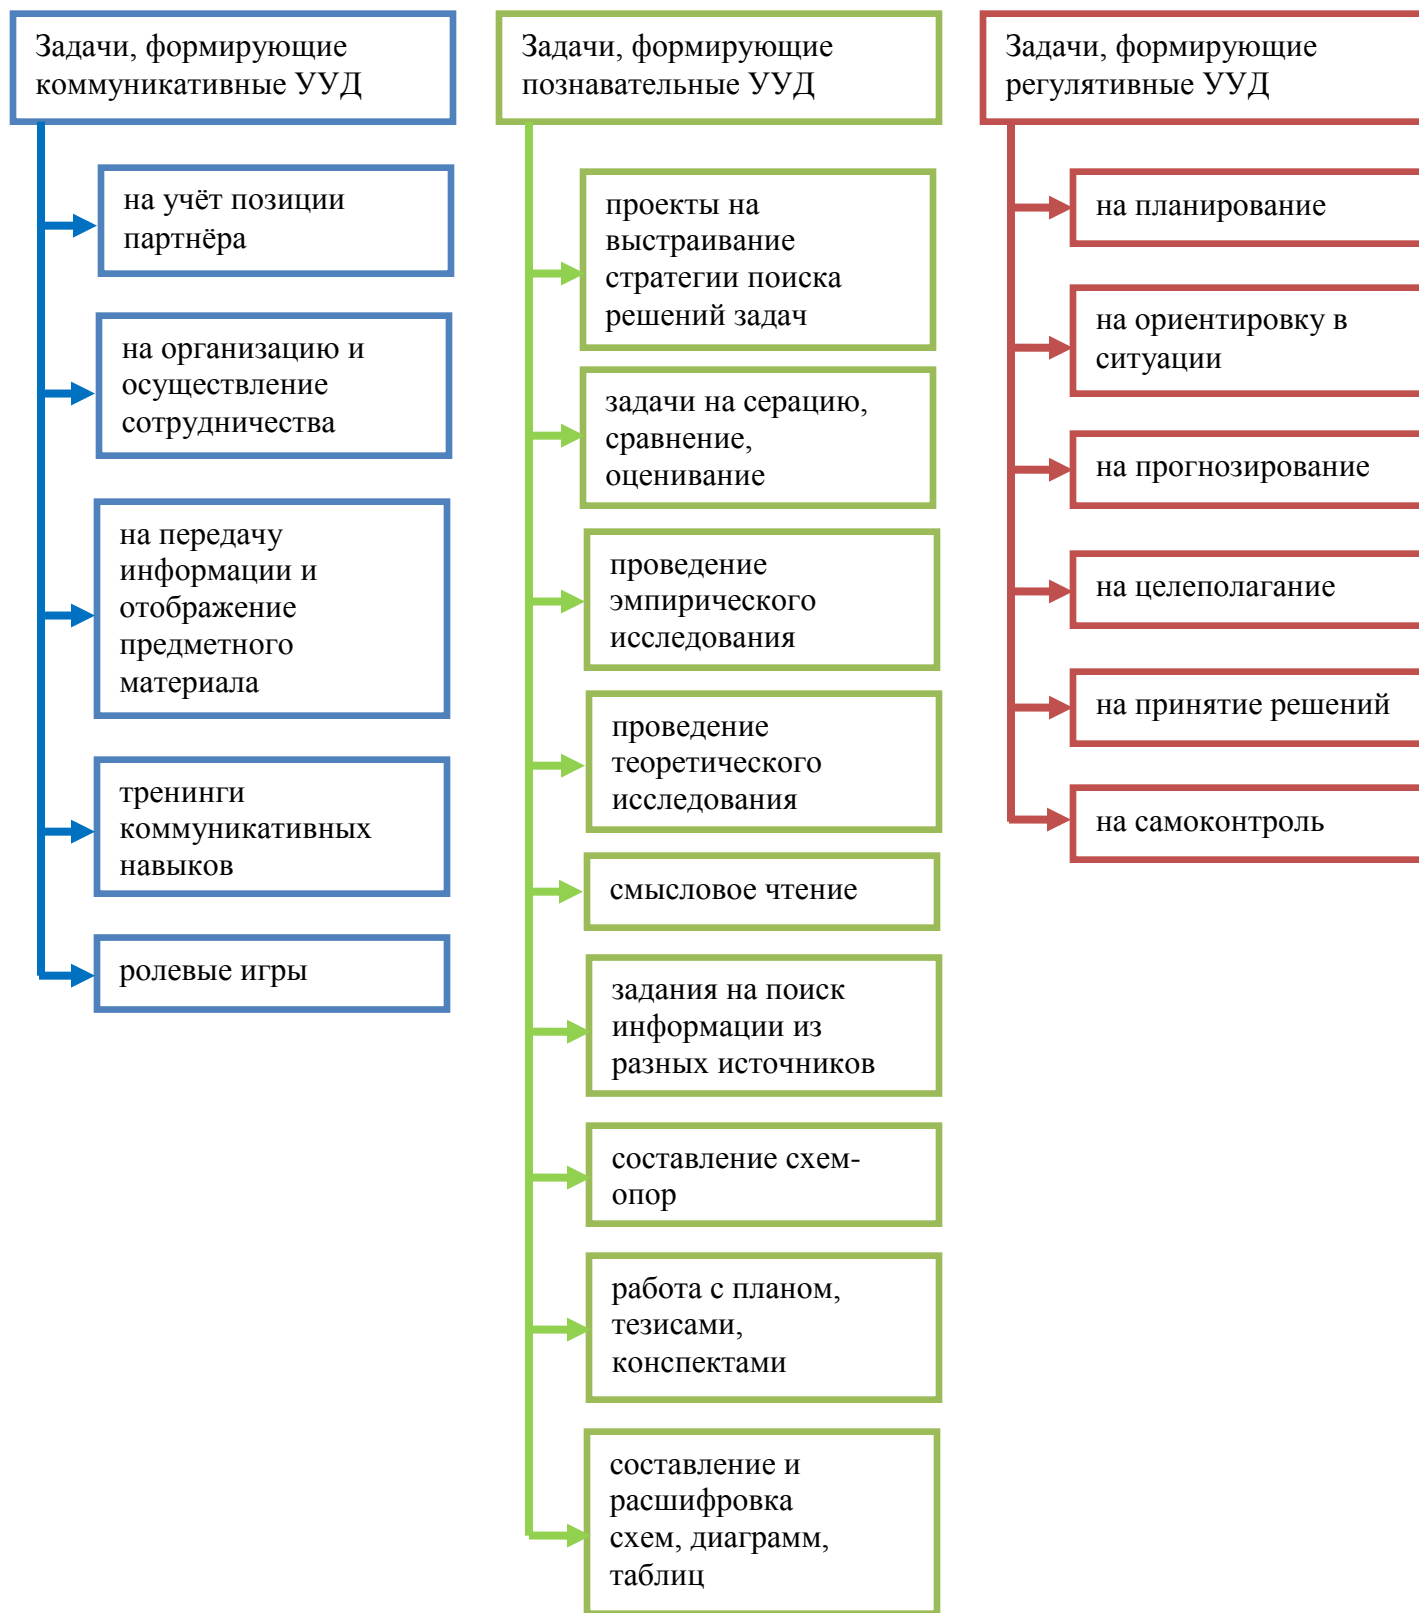 Задачи, формирующие
коммуникативные УУД
на учёт позиции
партнёра
на организацию и
осуществление
сотрудничества
на передачу
информации и
отображение
предметного
материала
тренинги
коммуникативных
навыков
ролевые игры
Задачи, формирующие
познавательные УУД
проекты на
выстраивание
стратегии поиска
решений задач
задачи на серацию,
сравнение,
оценивание
проведение
эмпирического
исследования
проведение
теоретического
исследования
смысловое чтение
задания на поиск
информации из
разных источников
составление схем-
опор
работа с планом,
тезисами,
конспектами
составление и
расшифровка
схем, диаграмм,
таблиц
Задачи, формирующие
регулятивные УУД
на планирование
на ориентировку в
ситуации
на прогнозирование
на целеполагание
на принятие решений
на самоконтроль